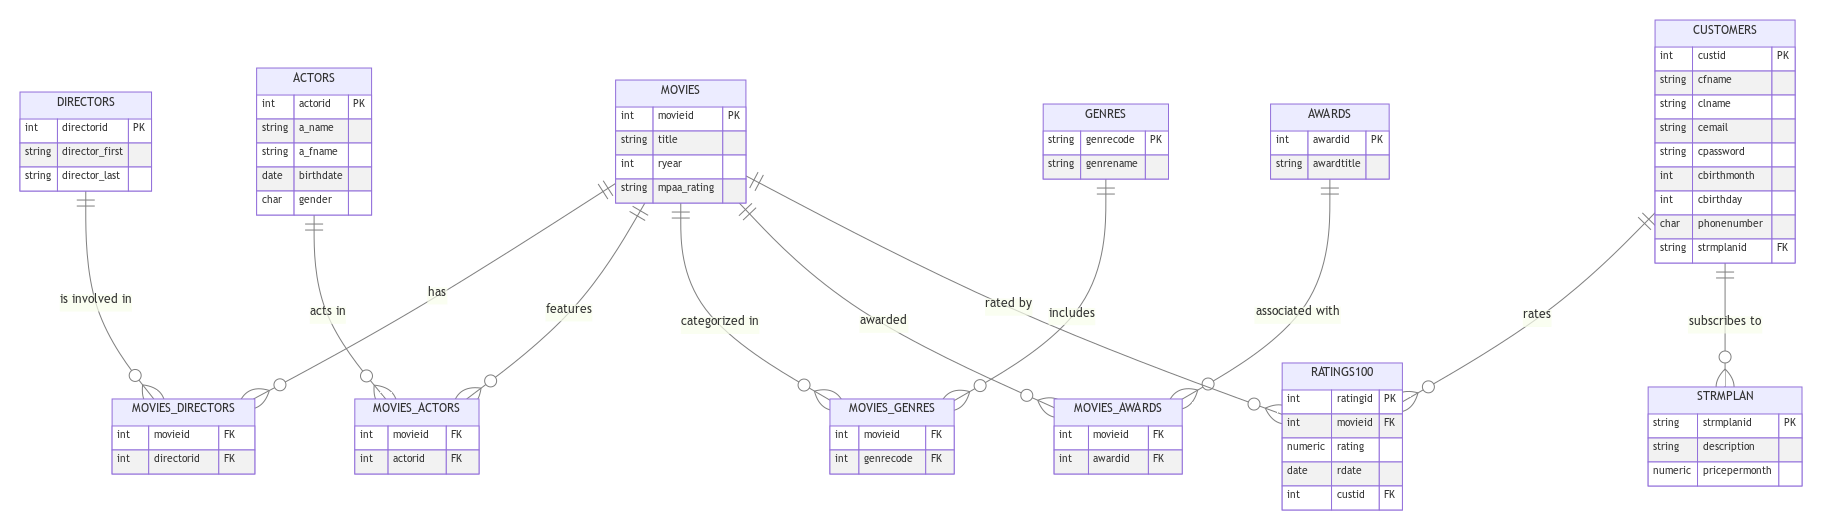 DIRECTORS
int directorid PK
string director_first
string director_last
ACTORS
int actorid PK
string a_name
string a_fname
date birthdate
char gender
MOVIES
int movieid PK
string title
int ryear
string mpaa_rating
GENRES
string genrecode PK
string genrename
AWARDS
int awardid PK
string awardtitle
CUSTOMERS
int custid PK
string cfname
string clname
string cemail
string cpassword
int cbirthmonth
int cbirthday
char phonenumber
string strmplanid FK
is involved in
acts in
has
features
categorized in
awarded
rated by
includes
associated with
rates
subscribes to
MOVIES_DIRECTORS
int movieid FK
int directorid FK
MOVIES_ACTORS
int movieid FK
int actorid FK
MOVIES_GENRES
int movieid FK
int genrecode FK
MOVIES_AWARDS
int movieid FK
int awardid FK
RATINGS100
int ratingid PK
int movieid FK
numeric rating
date rdate
int custid FK
STRMPLAN
string strmplanid PK
string description
numeric pricepermonth